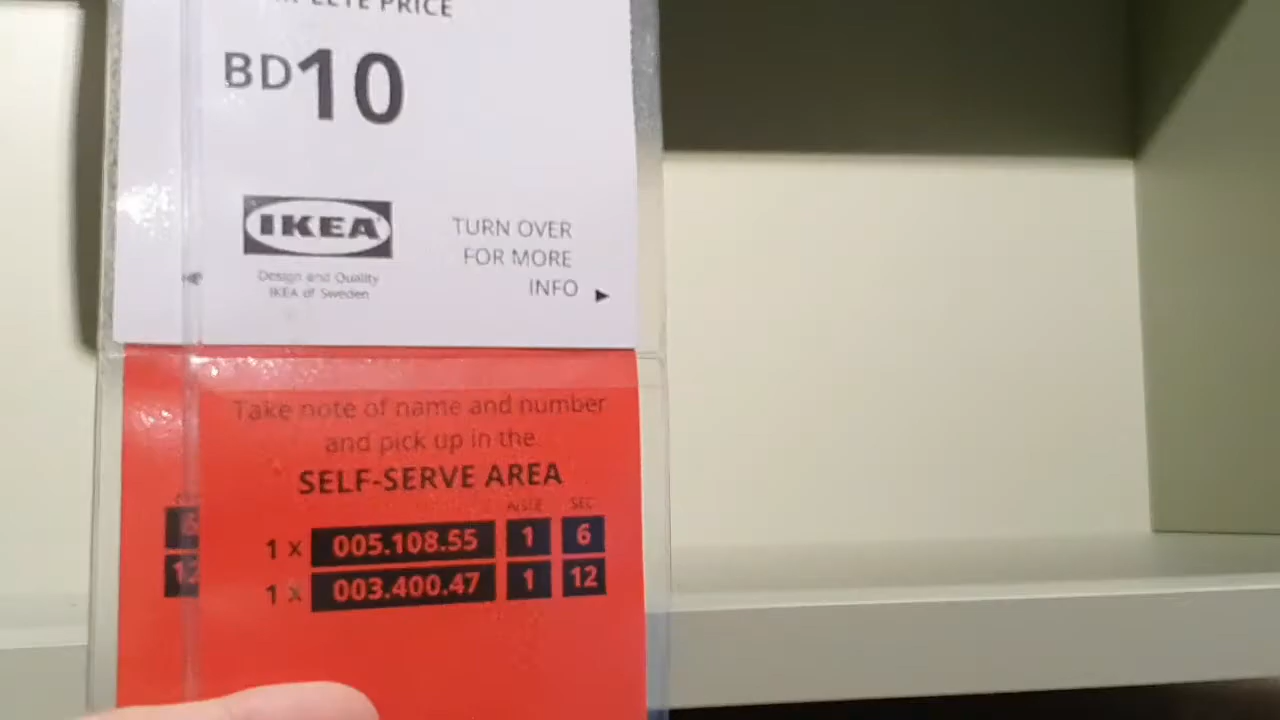 PRICE
BD10
IKEA
Design and Quality
IKEA of Sweden
TURN OVER
FOR MORE
INFO ▶
Take note of name and number
and pick up in the
SELF-SERVE AREA
AISLE SEC
1 x 005.108.55 1 6
1 x 003.400.47 1 12